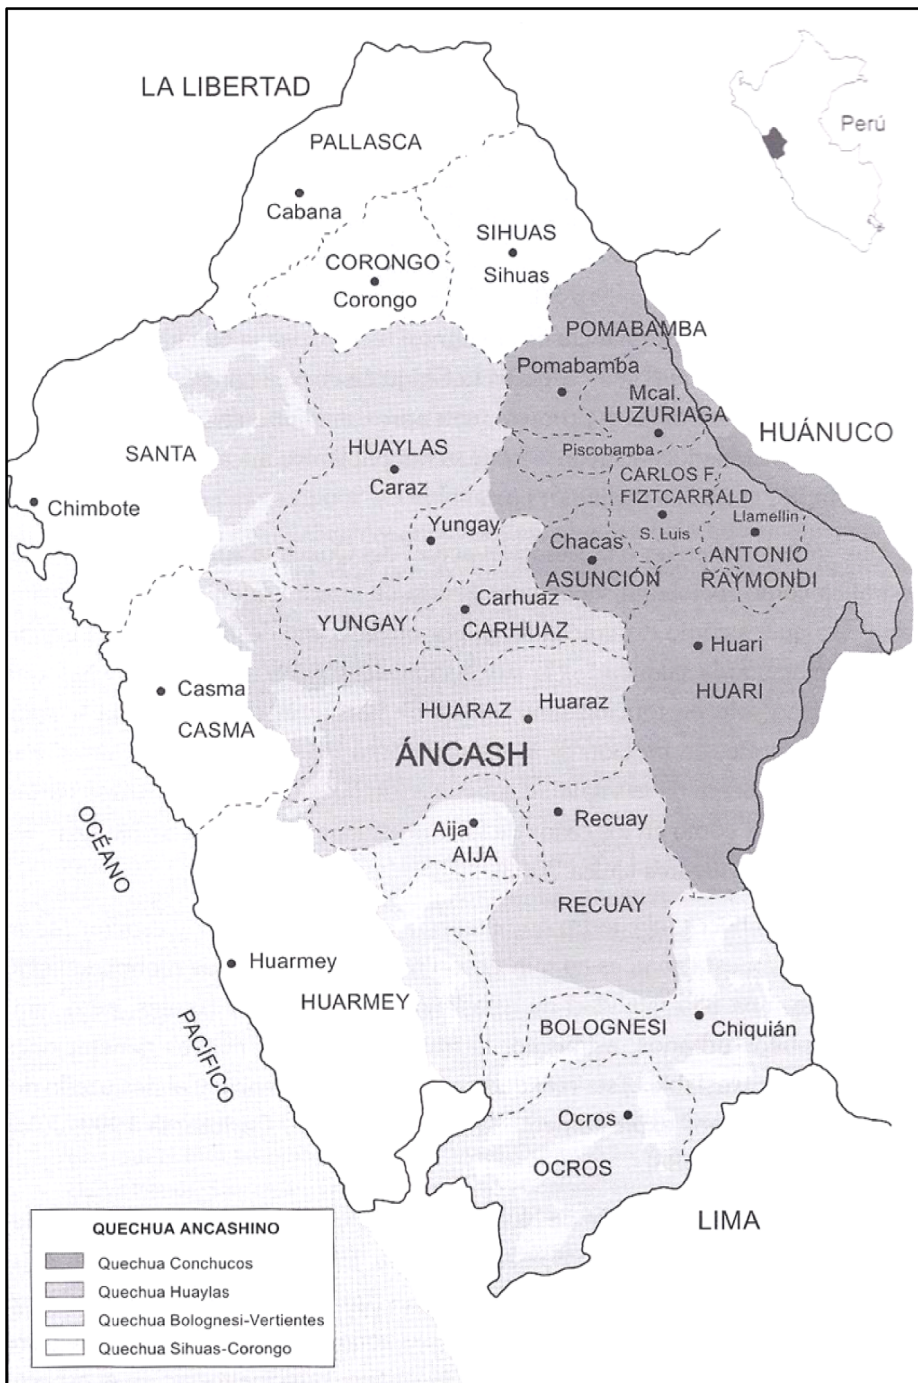 LA LIBERTAD
Perú
PALLASCA
Cabana
SIHUAS
Sihuas
CORONGO
Corongo
POMABAMBA
Pomabamba
Mcal.
LUZURIAGA
HUÁNUCO
SANTA
HUAYLAS
Caraz
Piscobamba
CARLOS F.
FIZTCARRALD
Chimbote
Yungay
Chacas
S. Luis
Llamellin
ASUNCIÓN
ANTONIO
RAYMONDI
Carhuaz
CARHUAZ
YUNGAY
Huari
HUARI
Casma
CASMA
HUARAZ
Huaraz
ÁNCASH
Aija
AIJA
Recuay
RECUAY
OCÉANO
PACÍFICO
Huarmey
HUARMEY
BOLOGNESI
Chiquián
Ocros
OCROS
LIMA
QUECHUA ANCASHINO
Quechua Conchucos
Quechua Huaylas
Quechua Bolognesi-Vertientes
Quechua Sihuas-Corongo